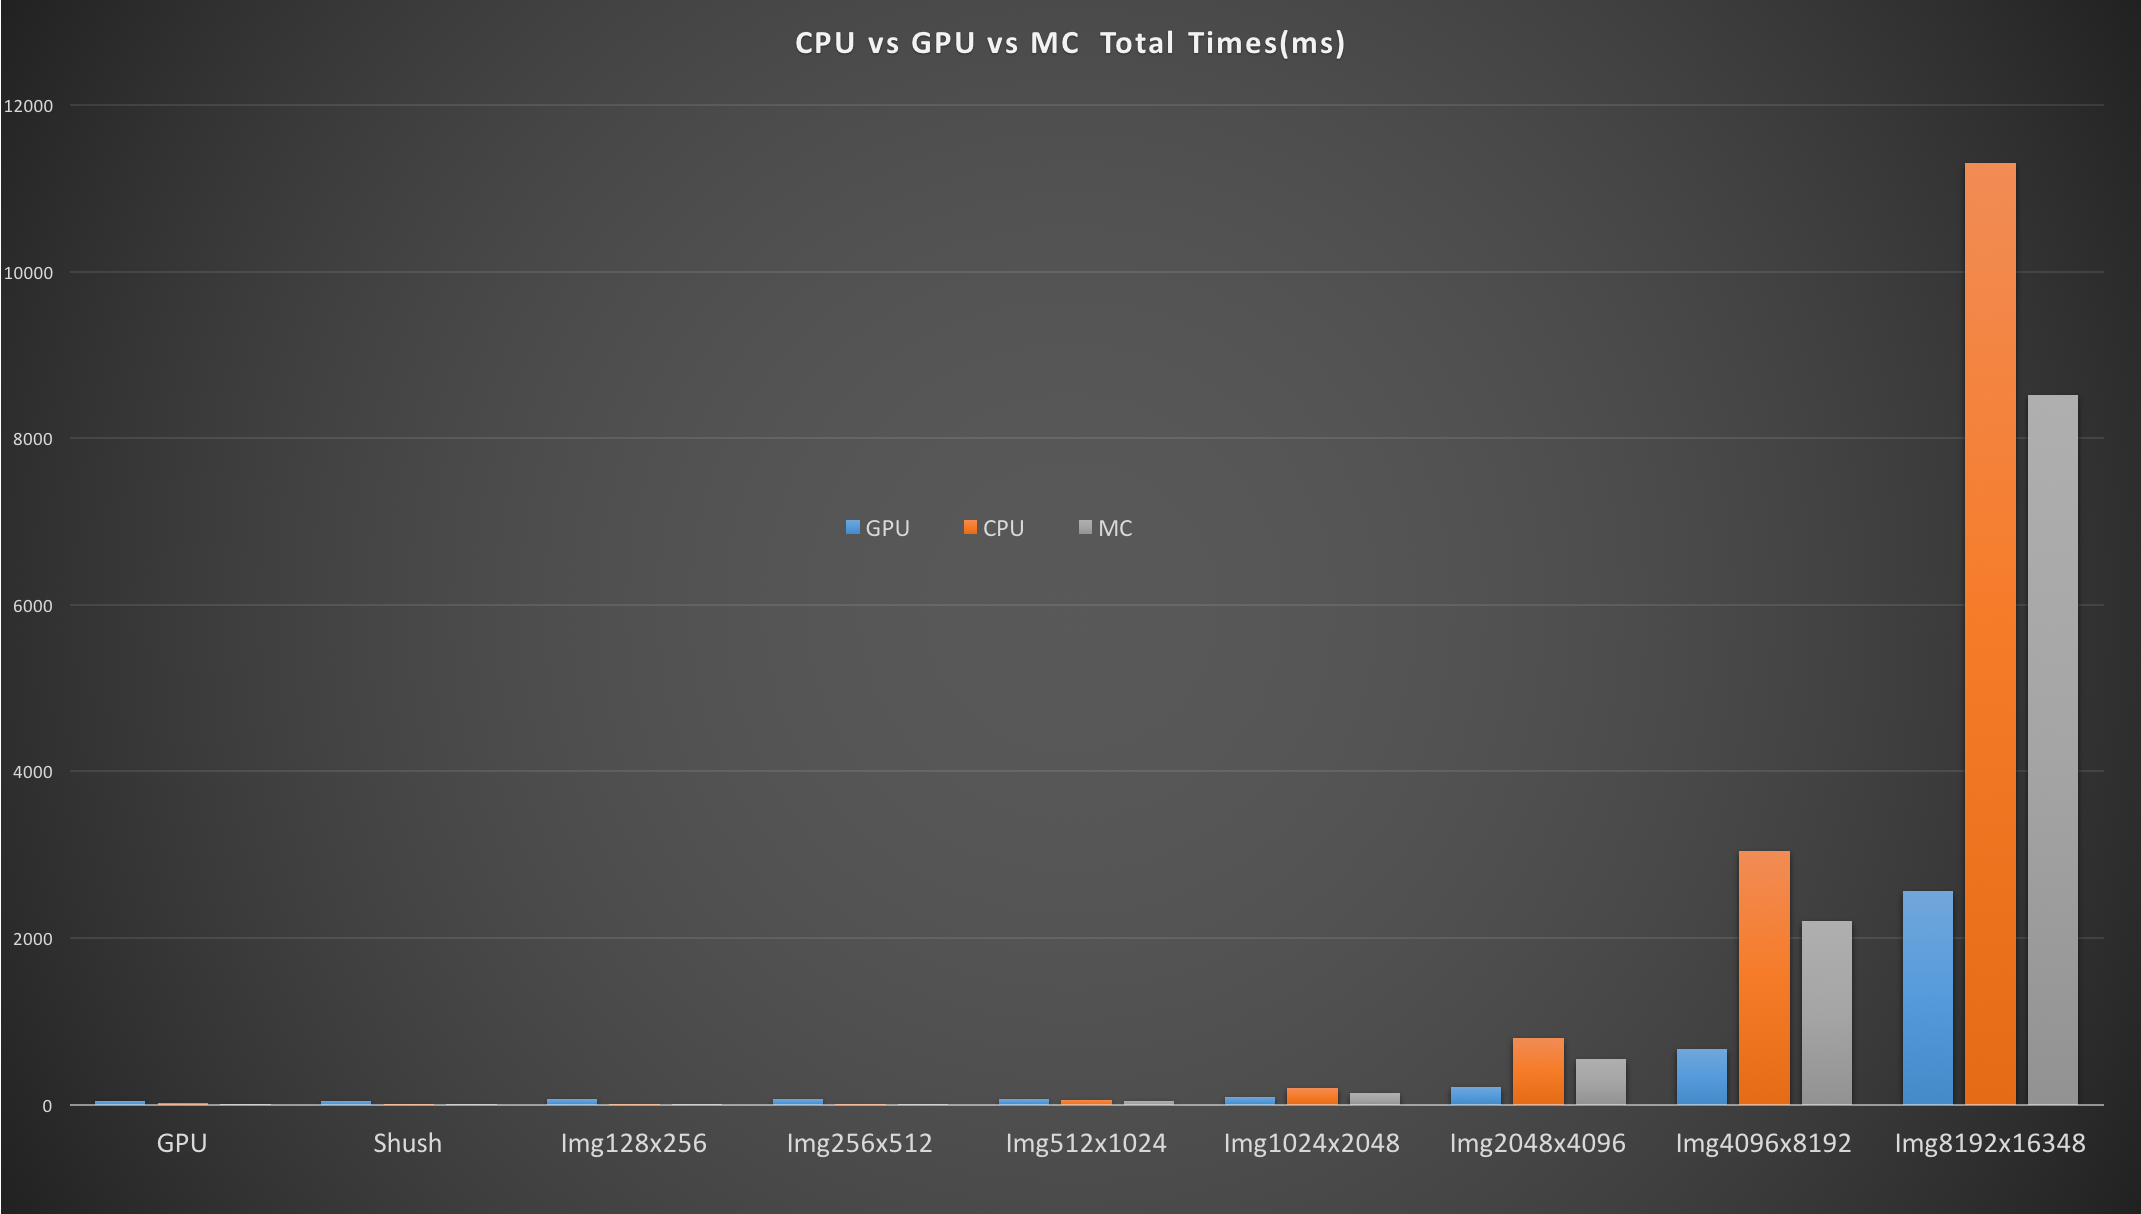 CPU vs GPU vs MC Total Times(ms)
12000
10000
8000
GPU CPU MC
6000
4000
2000
0
GPU Shush Img128x256 Img256x512 Img512x1024 Img1024x2048 Img2048x4096 Img4096x8192 Img8192x16348